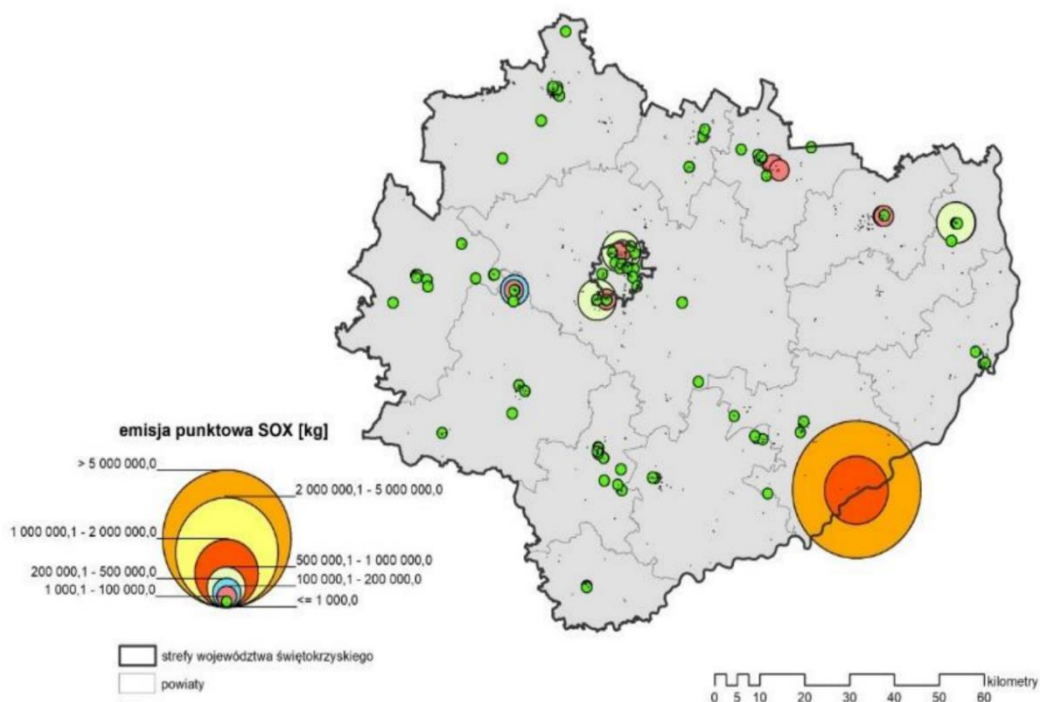 emisja punktowa SOX [kg]
> 5 000 000,0
2 000 000,1 - 5 000 000,0
1 000 000,1 - 2 000 000,0
500 000,1 - 1 000 000,0
200 000,1 - 500 000,0
100 000,1 - 200 000,0
1 000,1 - 100 000,0
<= 1 000,0
strefy województwa świętokrzyskiego
powiaty
kilometry
0 5 10 20 30 40 50 60